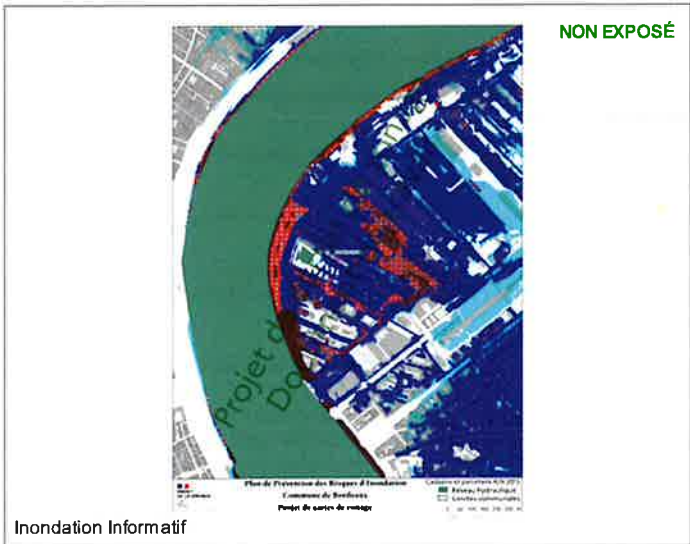 NON EXPOSÉ
Projet de
Do
Plan de Prévention des Risques d'Inondation
Commune de Bordeaux
Projet de cartes de zonage
Réseau hydraulique
Limites communales
Inondation Informatif